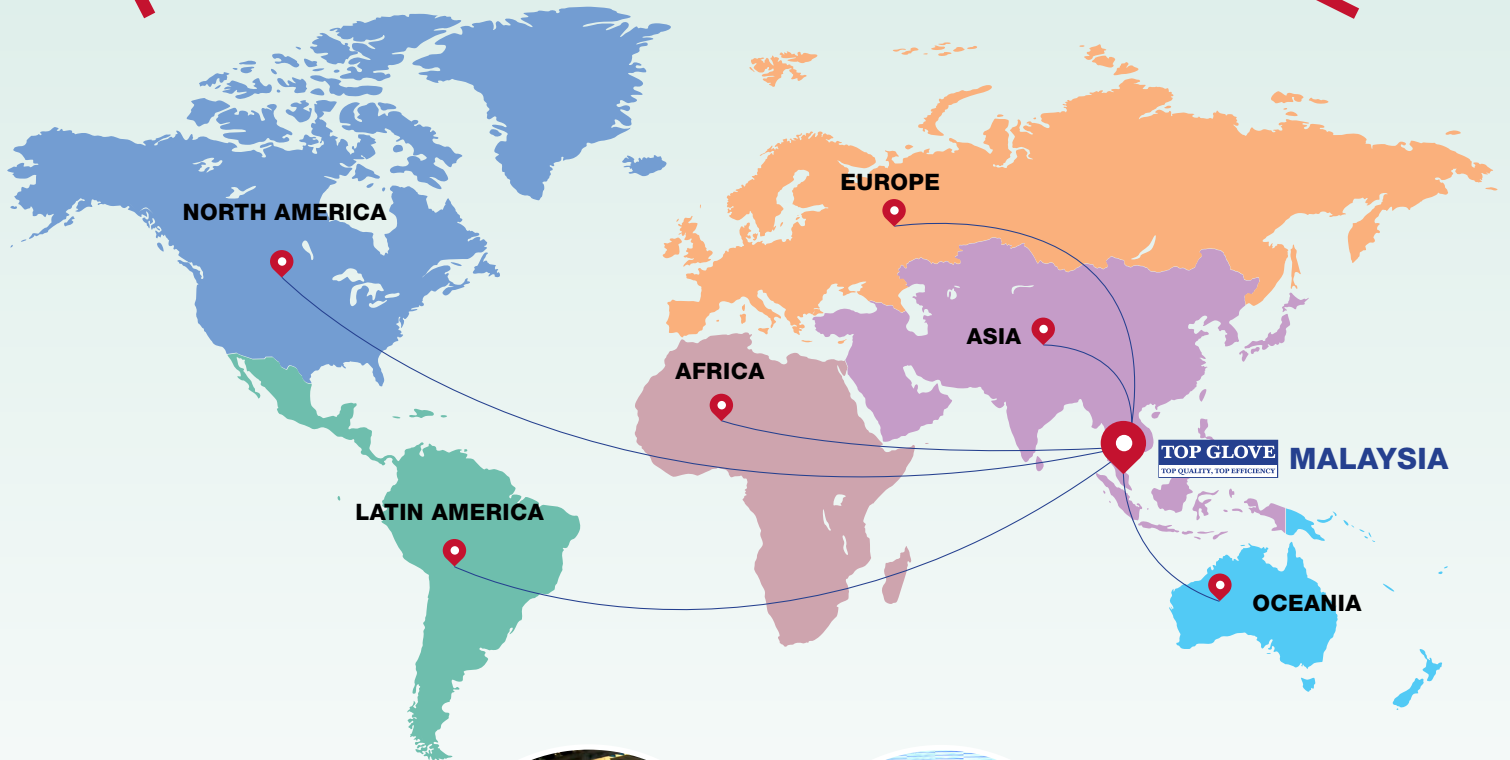 EUROPE
NORTH AMERICA
ASIA
AFRICA
TOP GLOVE
TOP QUALITY, TOP EFFICIENCY
MALAYSIA
LATIN AMERICA
OCEANIA